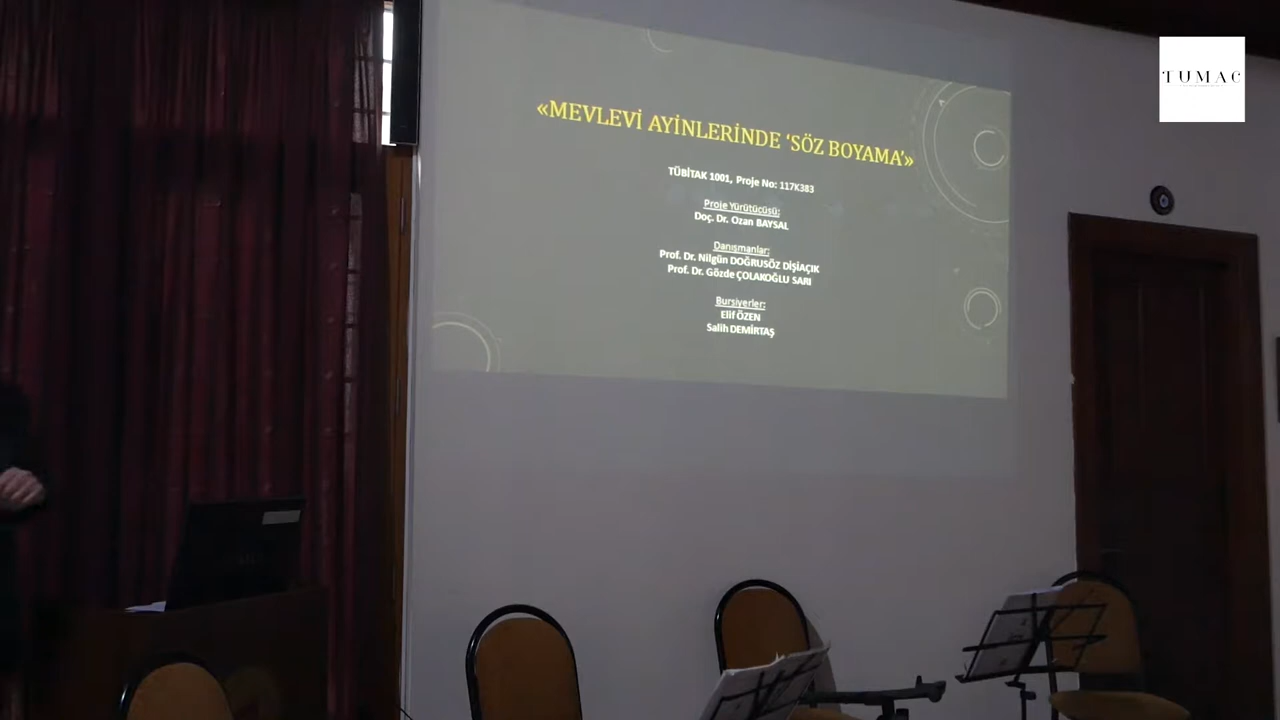 TUMAC
«MEVLEVİ AYİNLERİNDE ‘SÖZ BOYAMA’»
TÜBİTAK 1001, Proje No: 117K383
Proje Yürütücüsü:
Doç. Dr. Ozan BAYSAL
Danışmanlar:
Prof. Dr. Nilgün DOĞRUSÖZ DİŞİAÇIK
Prof. Dr. Gözde ÇOLAKOĞLU SARI
Bursiyerler:
Elif ÖZEN
Salih DEMİRTAŞ